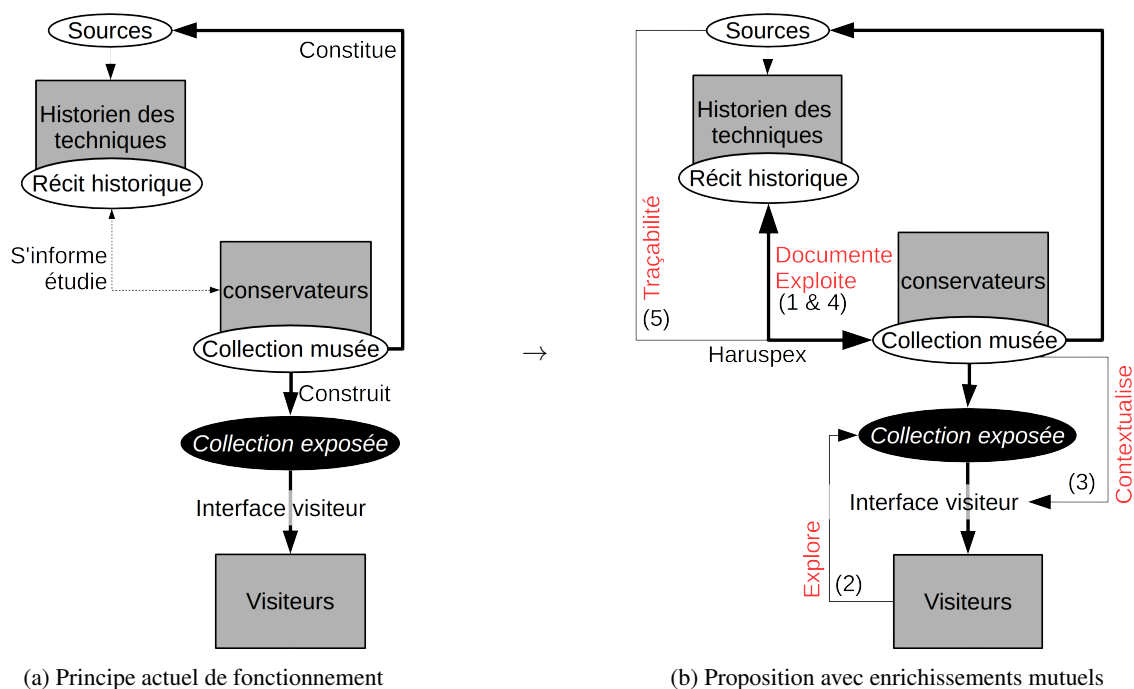 Sources
Constitue
Historien des
techniques
Récit historique
S'informe
étudie
conservateurs
Collection musée
Construit
Collection exposée
Interface visiteur
Visiteurs
(a) Principe actuel de fonctionnement
→
Sources
Historien des
techniques
Récit historique
Traçabilité
(5)
Documente
Exploite
(1 & 4)
Haruspex
conservateurs
Collection musée
Contextualise
(3)
Collection exposée
Interface visiteur
Explore
(2)
Visiteurs
(b) Proposition avec enrichissements mutuels